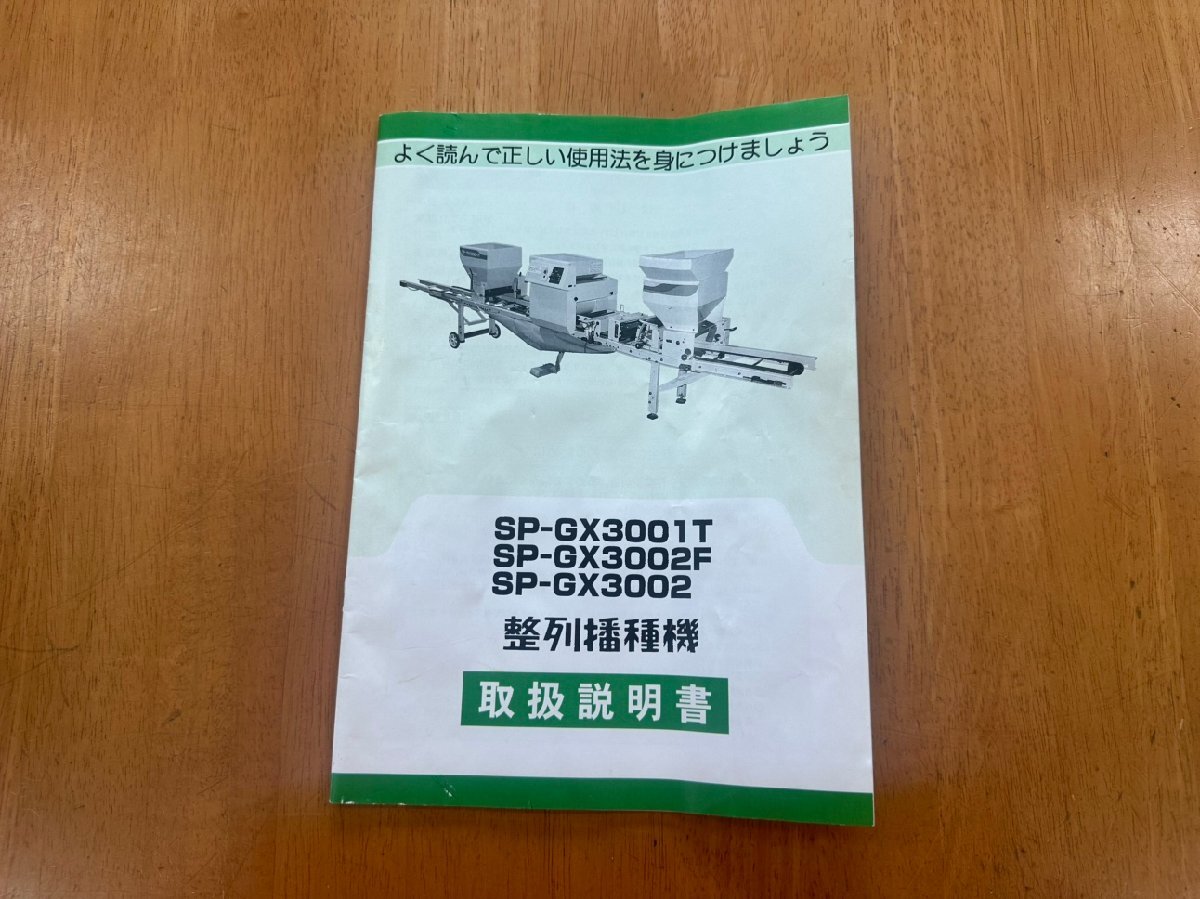 よく読んで正しい使用法を身につけましょう
SP-GX3001T
SP-GX3002F
SP-GX3002
整列播種機
取扱説明書